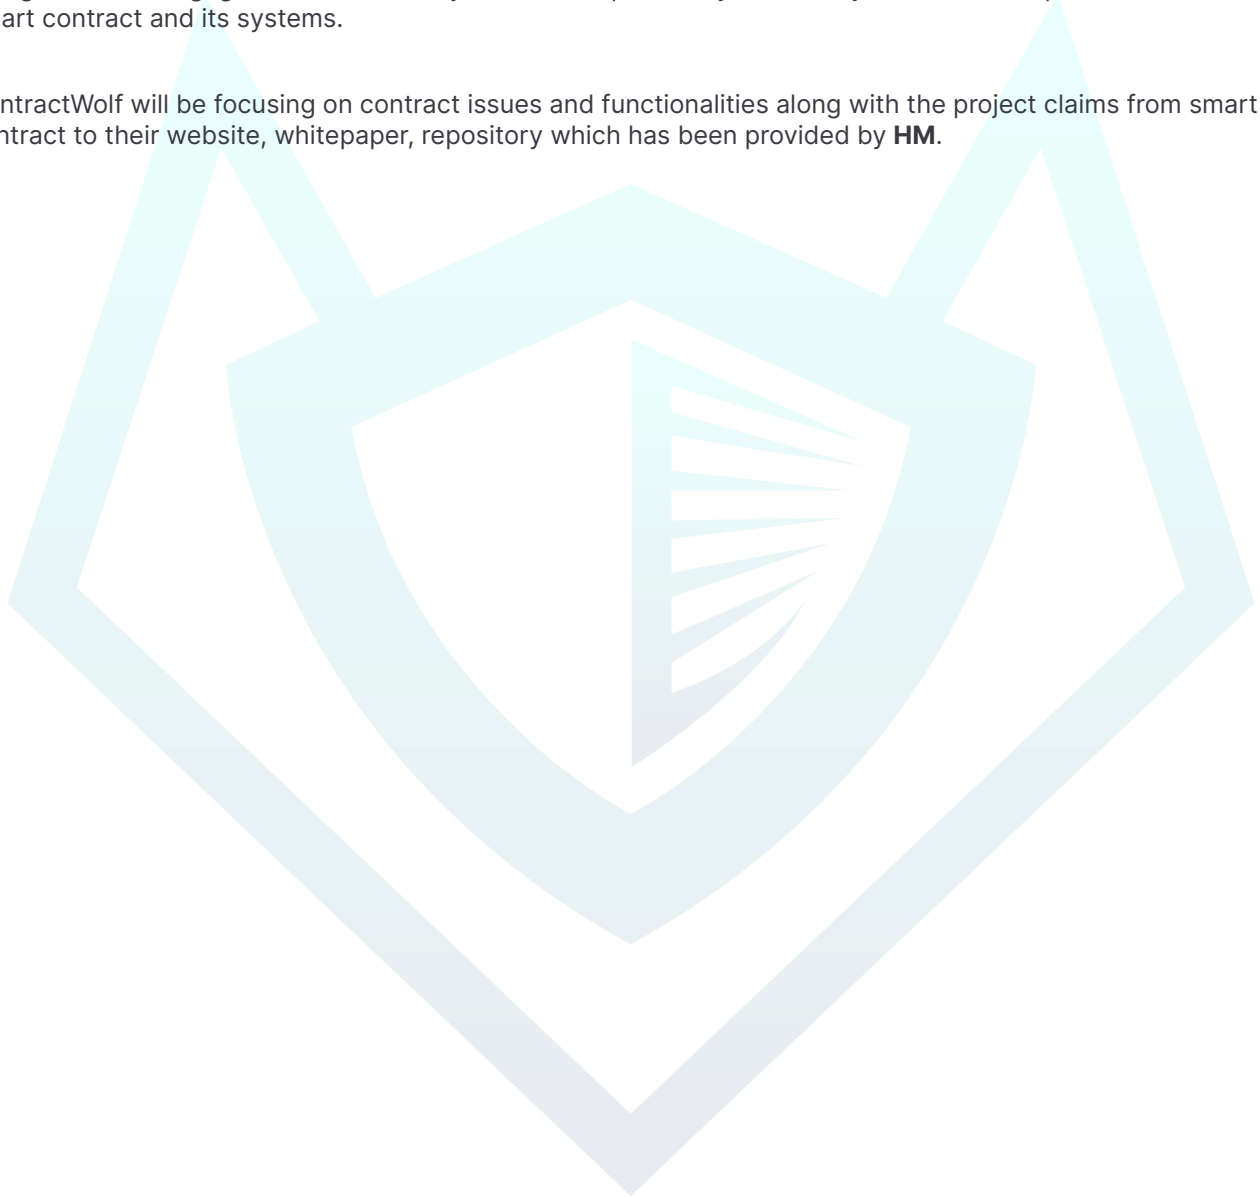 art contract and its systems.
ntractWolf will be focusing on contract issues and functionalities along with the project claims from smart
ntract to their website, whitepaper, repository which has been provided by HM.